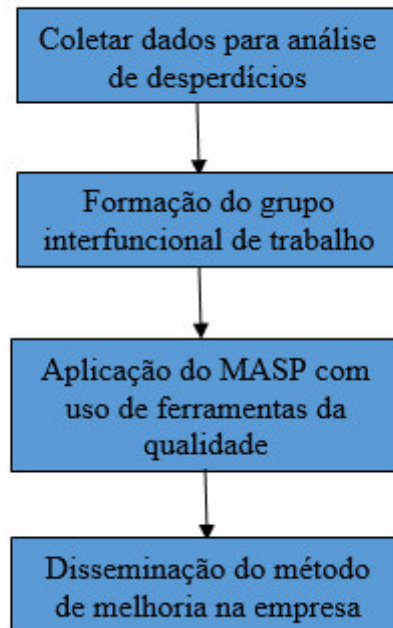 Coletar dados para análise
de desperdícios
Formação do grupo
interfuncional de trabalho
Aplicação do MASP com
uso de ferramentas da
qualidade
Disseminação do método
de melhoria na empresa